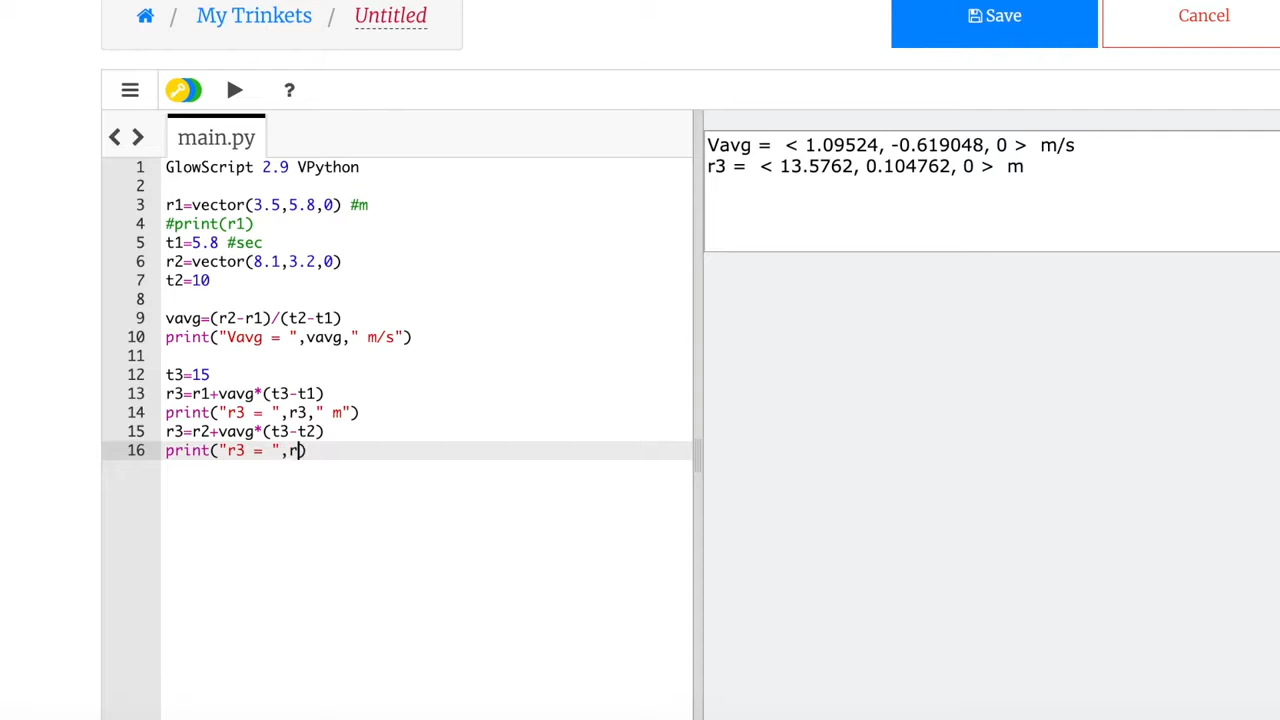 / My Trinkets / Untitled
Save
Cancel
?
main.py
1 GlowScript 2.9 VPython
2
3 r1=vector(3.5,5.8,0) #m
4 #print(r1)
5 t1=5.8 #sec
6 r2=vector(8.1,3.2,0)
7 t2=10
8
9 vavg=(r2-r1)/(t2-t1)
10 print("Vavg = ",vavg," m/s")
11
12 t3=15
13 r3=r1+vavg*(t3-t1)
14 print("r3 = ",r3," m")
15 r3=r2+vavg*(t3-t2)
16 print("r3 = ",r)
Vavg = < 1.09524, -0.619048, 0 > m/s
r3 = < 13.5762, 0.104762, 0 > m